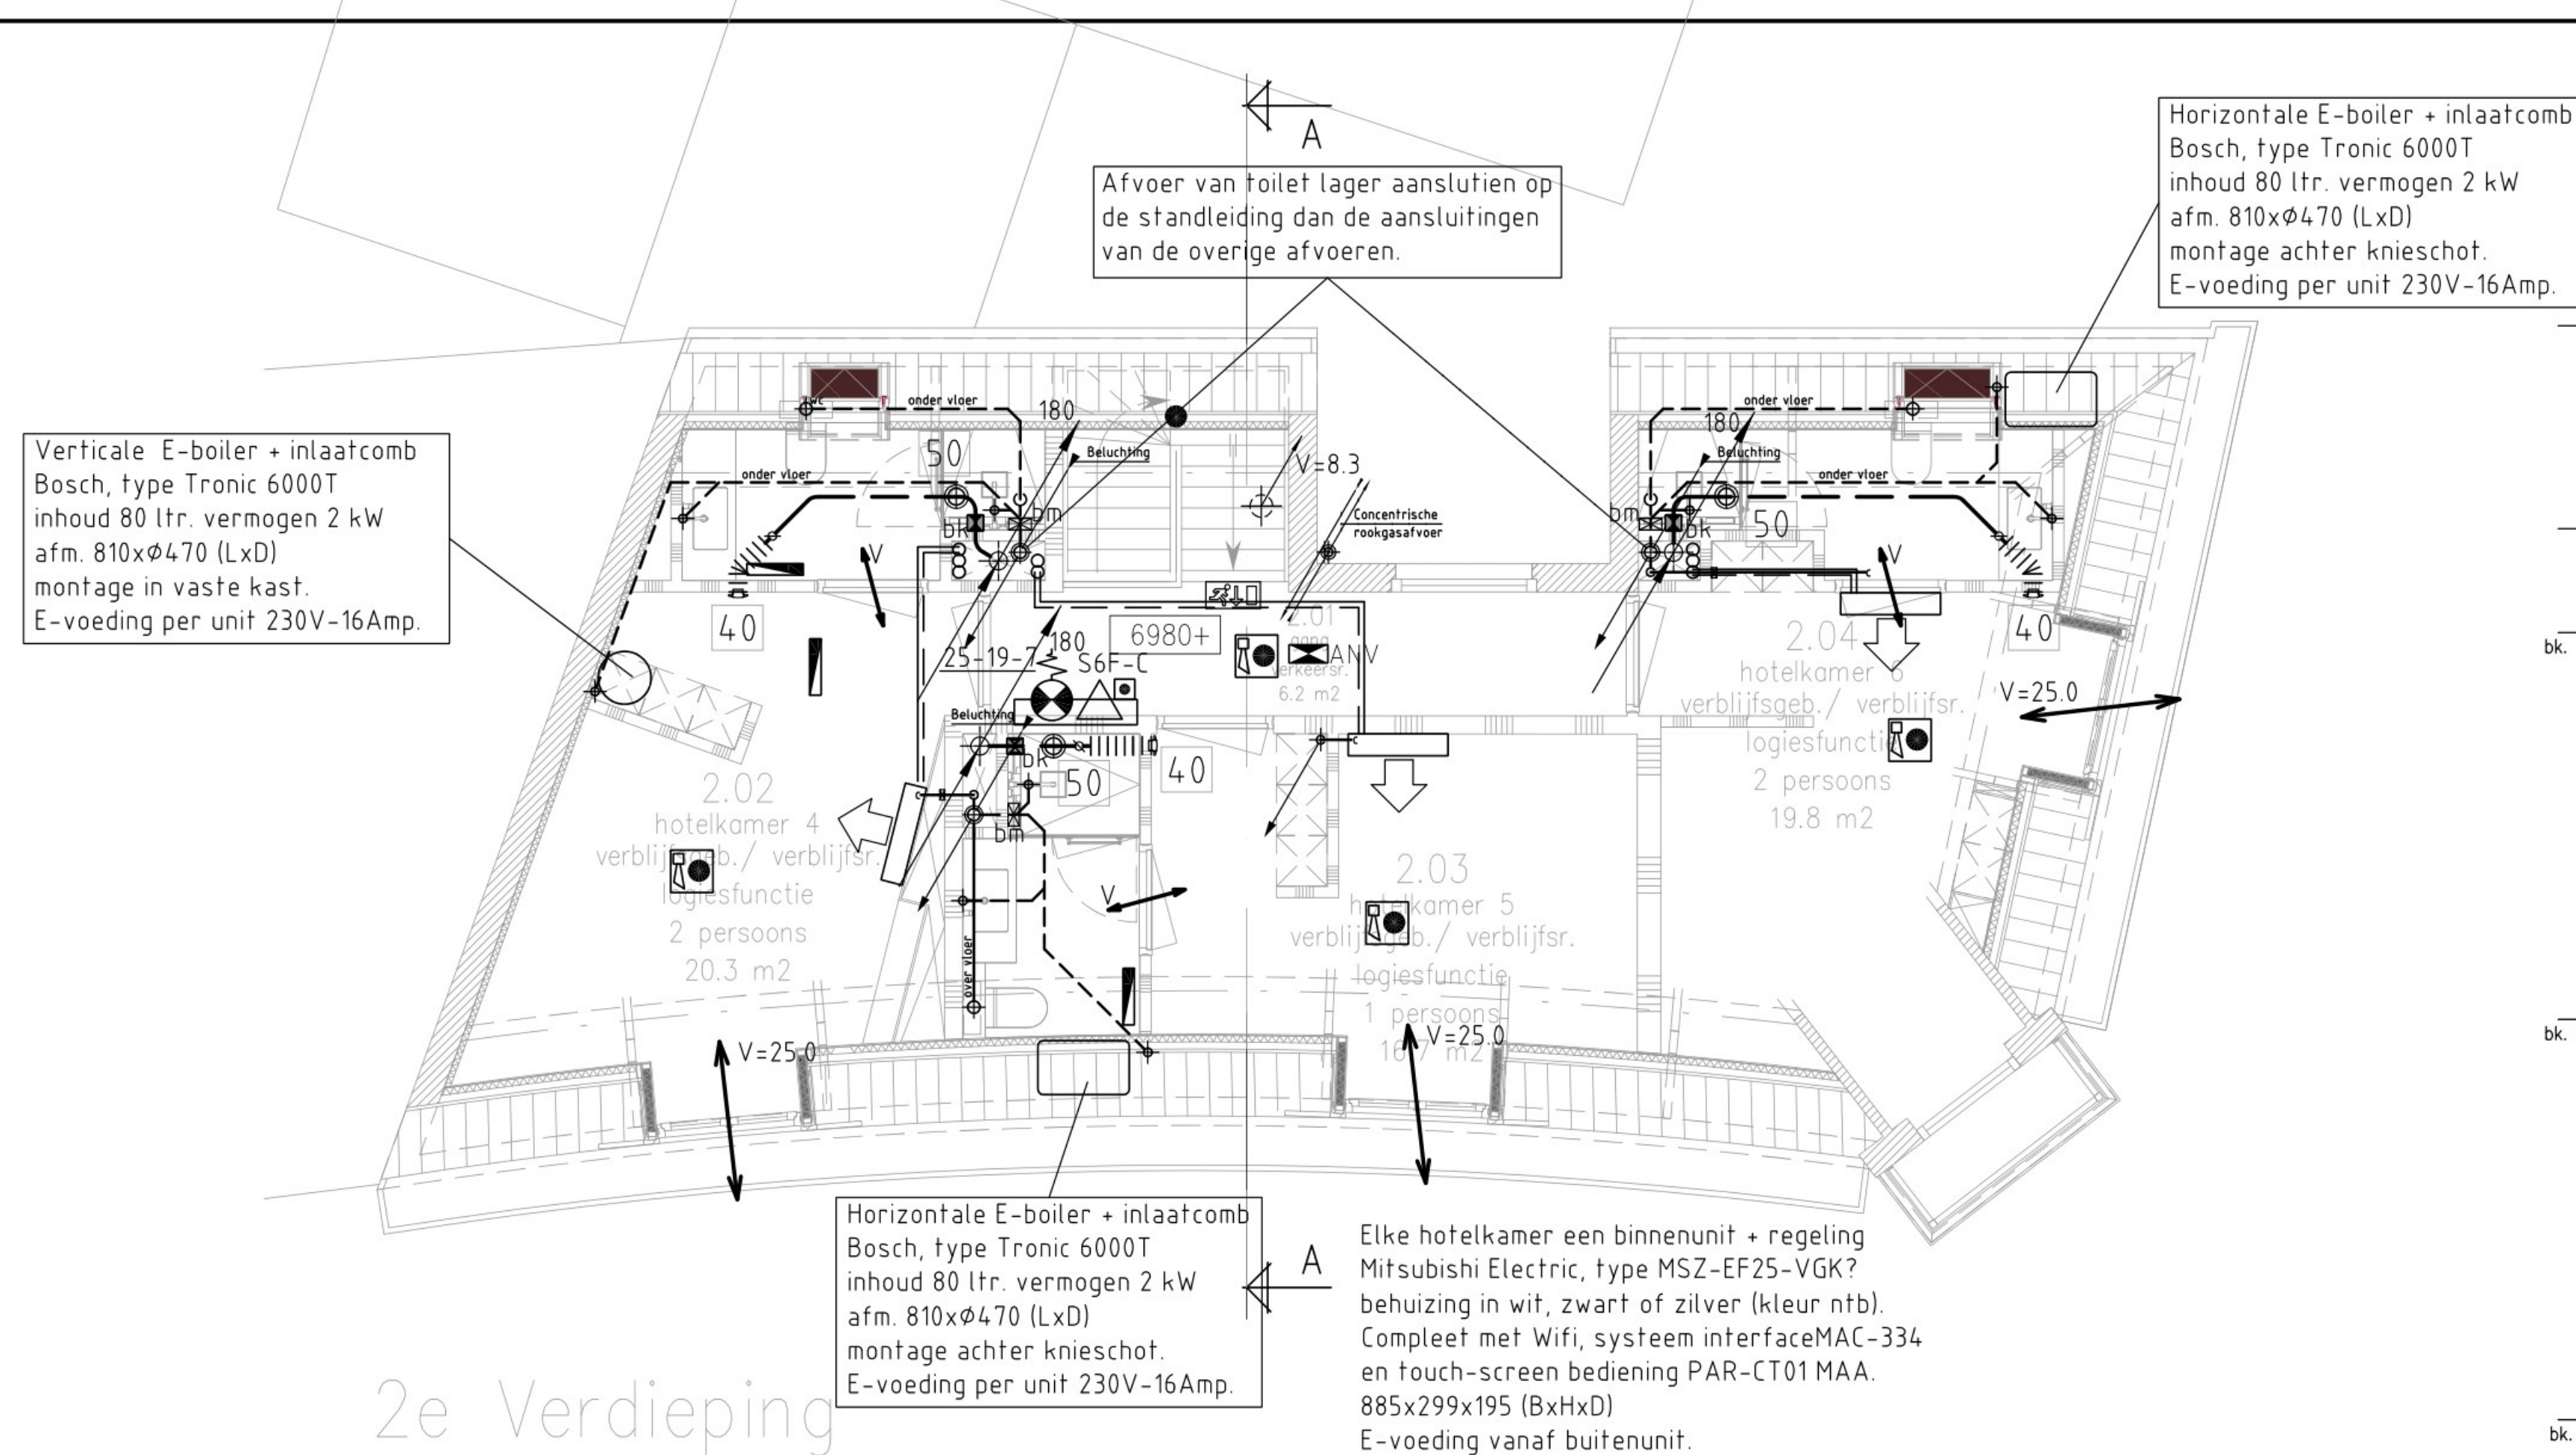 A
Afvoer van toilet lager aanslutien op
de standleiding dan de aansluitingen
van de overige afvoeren.
Horizontale E-boiler + inlaatcomb
Bosch, type Tronic 6000T
inhoud 80 ltr. vermogen 2 kW
afm. 810xØ470 (LxD)
montage achter knieschot.
E-voeding per unit 230V-16Amp.
Verticale E-boiler + inlaatcomb
Bosch, type Tronic 6000T
inhoud 80 ltr. vermogen 2 kW
afm. 810xØ470 (LxD)
montage in vaste kast.
E-voeding per unit 230V-16Amp.
wc
onder vloer
180
50
Beluchting
onder vloer
bk
bm
V
40
V=8.3
Concentrische
rookgasafvoer
onder vloer
180
Beluchting
onder vloer
bm
bk
50
V
40
6980+
25-19-7
180
S6F-C
2.01
gang
verkeersr.
6.2 m2
ANV
Beluchting
bk
50
40
bm
V
over vloer
2.04
hotelkamer 6
verblijfsgeb./ verblijfsr.
logiesfunctie
2 persoons
19.8 m2
V=25.0
2.02
hotelkamer 4
verblijfsgeb./ verblijfsr.
logiesfunctie
2 persoons
20.3 m2
V=25.0
2.03
hotelkamer 5
verblijfsgeb./ verblijfsr.
logiesfunctie
1 persoons
V=25.0
bk.
bk.
bk.
Horizontale E-boiler + inlaatcomb
Bosch, type Tronic 6000T
inhoud 80 ltr. vermogen 2 kW
afm. 810xØ470 (LxD)
montage achter knieschot.
E-voeding per unit 230V-16Amp.
A
Elke hotelkamer een binnenunit + regeling
Mitsubishi Electric, type MSZ-EF25-VGK?
behuizing in wit, zwart of zilver (kleur ntb).
Compleet met Wifi, systeem interfaceMAC-334
en touch-screen bediening PAR-CT01 MAA.
885x299x195 (BxHxD)
E-voeding vanaf buitenunit.
2e Verdieping